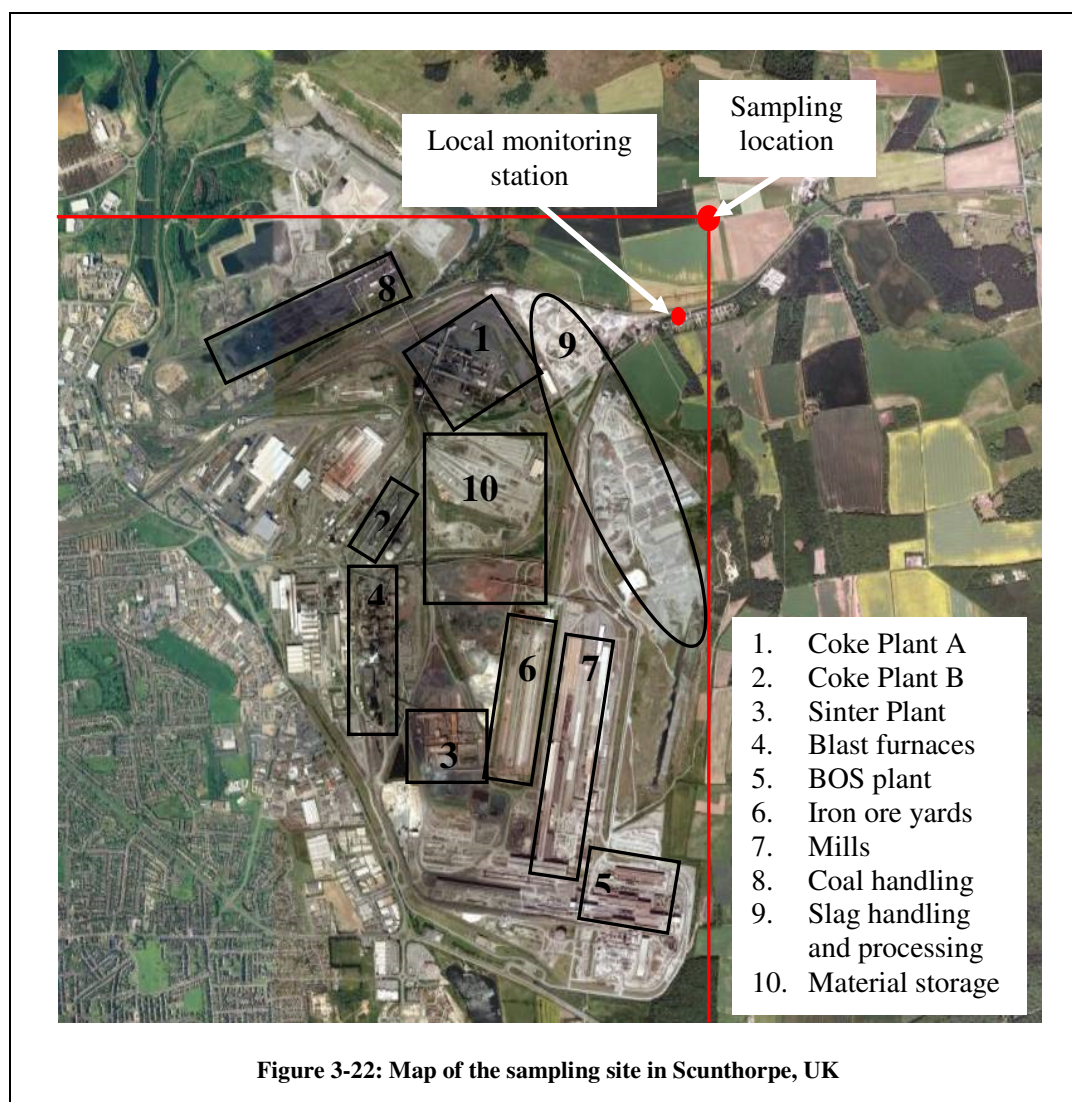 Sampling
location
Local monitoring
station
8
1
9
10
2
4
6
7
3
5
1. Coke Plant A
2. Coke Plant B
3. Sinter Plant
4. Blast furnaces
5. BOS plant
6. Iron ore yards
7. Mills
8. Coal handling
9. Slag handling
and processing
10. Material storage
Figure 3-22: Map of the sampling site in Scunthorpe, UK